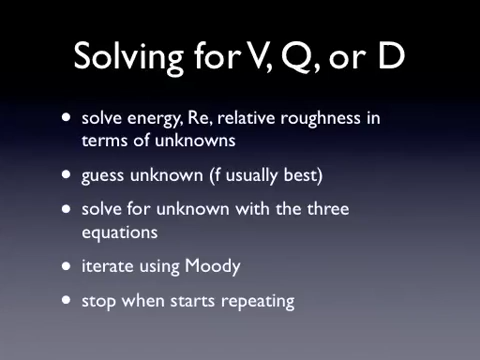 Solving for V, Q, or D
• solve energy, Re, relative roughness in
terms of unknowns
• guess unknown (f usually best)
• solve for unknown with the three
equations
• iterate using Moody
• stop when starts repeating